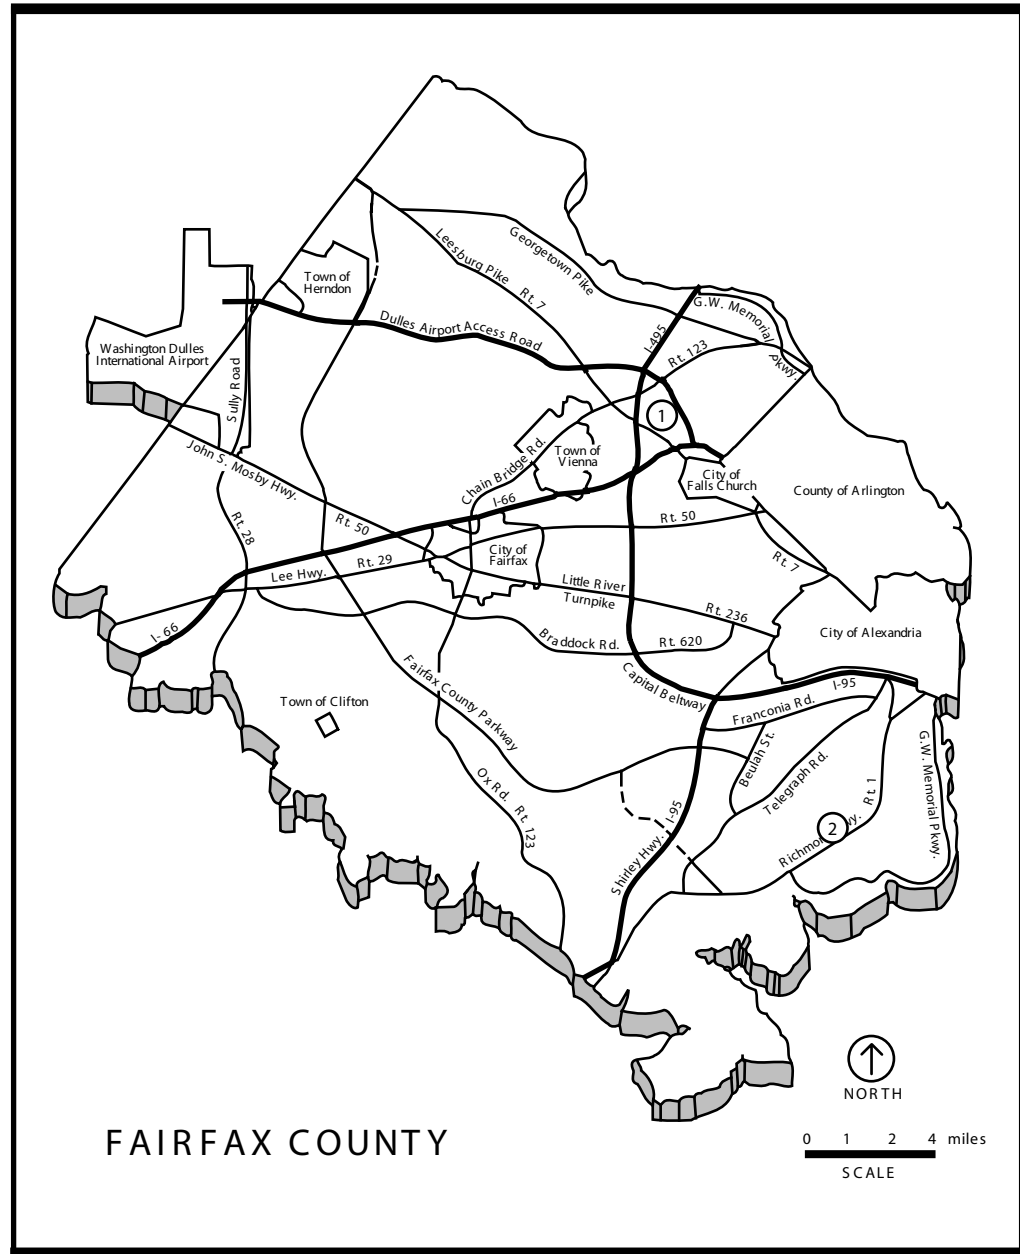 Georgetown Pike
Leesburg Pike
Rt. 7
Town of
Herndon
G.W. Memorial Pkwy.
Dulles Airport Access Road
I-495
Rt. 123
Washington Dulles
International Airport
Sully Road
1
John S. Mosby Hwy.
Chain Bridge Rd.
Town of
Vienna
City of
Falls Church
County of Arlington
I-66
Rt. 50
Rt. 50
Rt. 28
Rt. 7
City of
Fairfax
Rt. 29
Lee Hwy.
Little River
Turnpike
Rt. 236
I-66
Braddock Rd.
Rt. 620
City of Alexandria
Fairfax County Parkway
Capital Beltway
I-95
Town of Clifton
Franconia Rd.
Beulah St.
Telegraph Rd.
G.W. Memorial Pkwy.
Ox Rd.
Rt. 123
Rt 1
I-95
Shirley Hwy.
2
NORTH
FAIRFAX COUNTY
0 1 2 4 miles
SCALE